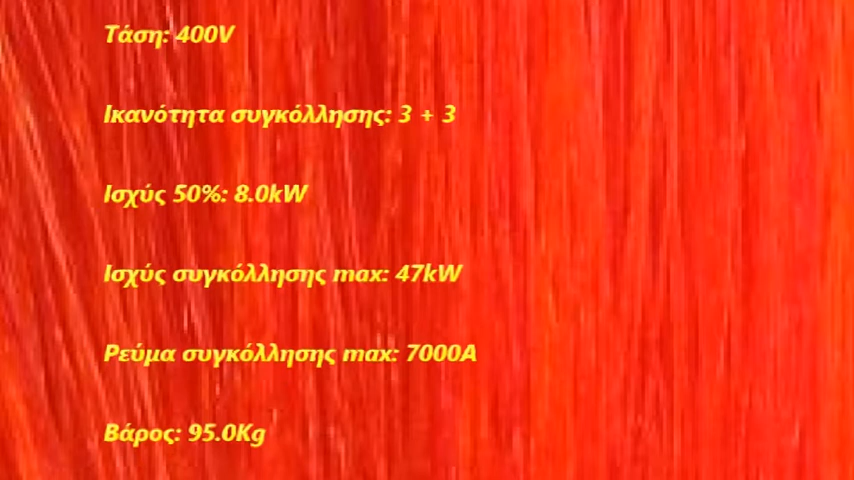 Τάση: 400V
Ικανότητα συγκόλλησης: 3 + 3
Ισχύς 50%: 8.0kW
Ισχύς συγκόλλησης max: 47kW
Ρεύμα συγκόλλησης max: 7000A
Βάρος: 95.0Kg